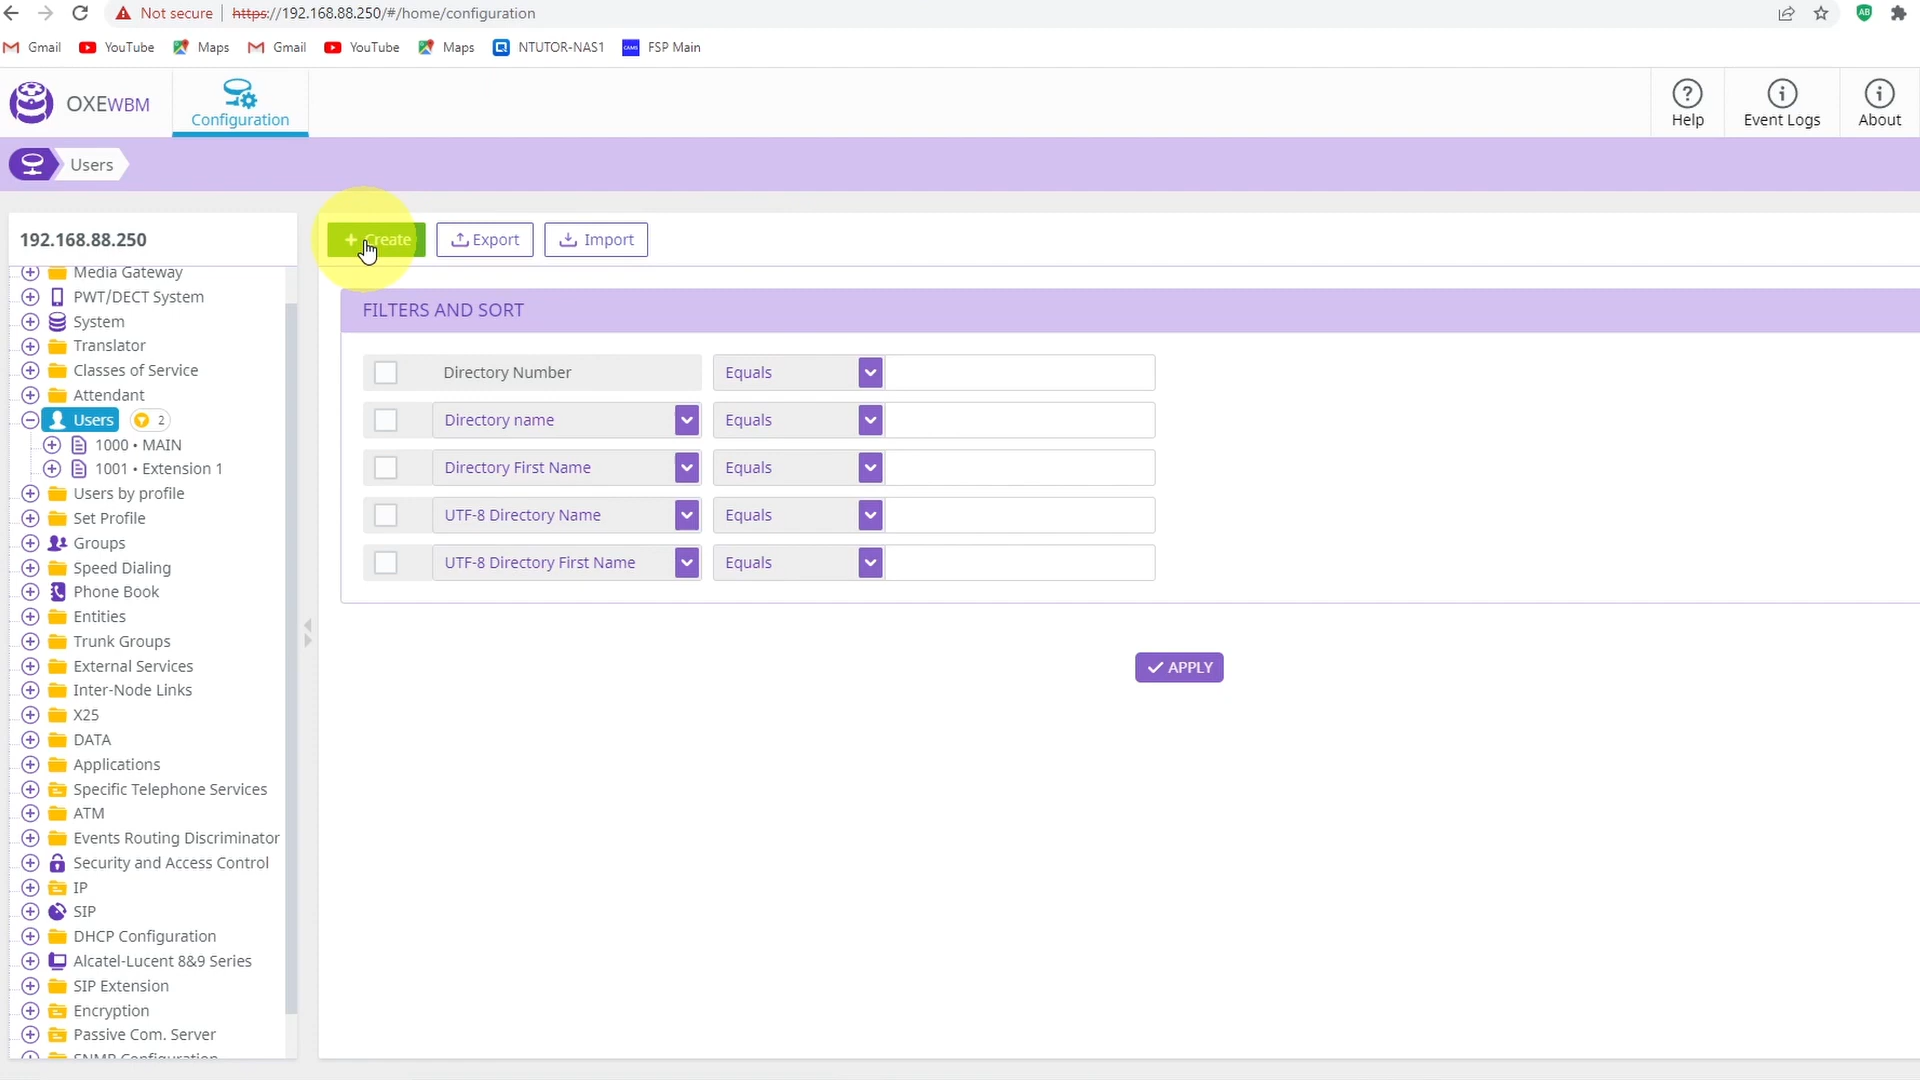 Not secure | https://192.168.88.250/#/home/configuration
Gmail YouTube Maps Gmail YouTube Maps NTUTOR-NAS1 FSP Main
OXEWBM
Configuration
Help
Event Logs
About
Users
192.168.88.250
Media Gateway
PWT/DECT System
System
Translator
Classes of Service
Attendant
Users 2
1000 • MAIN
1001 • Extension 1
Users by profile
Set Profile
Groups
Speed Dialing
Phone Book
Entities
Trunk Groups
External Services
Inter-Node Links
X25
DATA
Applications
Specific Telephone Services
ATM
Events Routing Discriminator
Security and Access Control
IP
SIP
DHCP Configuration
Alcatel-Lucent 8&9 Series
SIP Extension
Encryption
Passive Com. Server
SNMP Configuration
+ Create Export Import
FILTERS AND SORT
Directory Number Equals
Directory name Equals
Directory First Name Equals
UTF-8 Directory Name Equals
UTF-8 Directory First Name Equals
APPLY